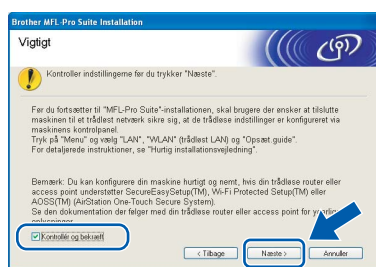 Brother MFL-Pro Suite Installation
Vigtigt
Kontroller indstillingerne før du trykker "Næste".
Før du fortsætter til "MFL-Pro Suite"-installationen, skal brugere der ønsker at tilslutte
maskinen til et trådløst netværk sikre sig, at de trådløse indstillinger er konfigureret via
maskinens kontrolpanel.
Tryk på "Menu" og vælg "LAN", "WLAN" (trådløst LAN) og "Opsæt.guide".
For detaljerede instruktioner, se "Hurtig installationsvejledning".
Bemærk: Du kan konfigurere din maskine hurtigt og nemt, hvis din trådløse router eller
access point understøtter SecureEasySetup(TM), Wi-Fi Protected Setup(TM) eller
AOSS(TM) (AirStation One-Touch Secure System).
Se den dokumentation der følger med din trådløse router eller access point for
Kontrollér og bekræft
< Tilbage
Næste >
Annuller